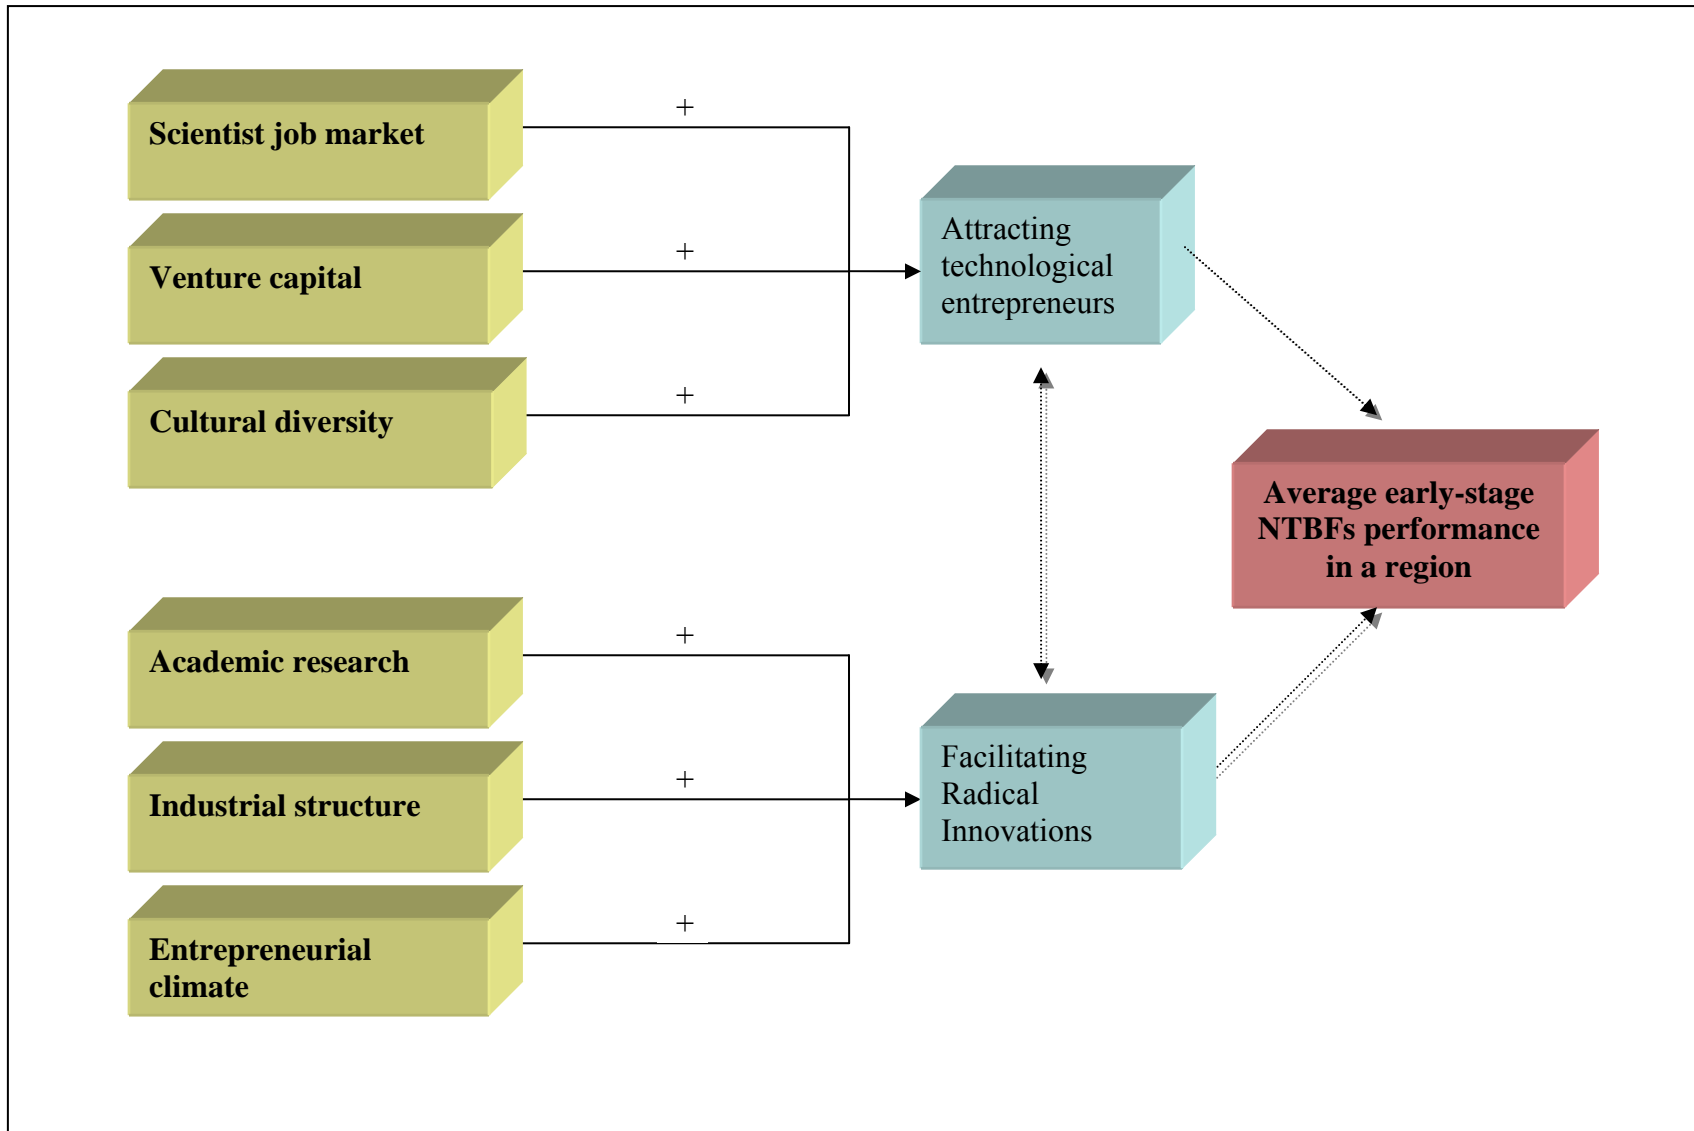 +
Scientist job market
+
Venture capital
+
Cultural diversity
Attracting
technological
entrepreneurs
Average early-stage
NTBFs performance
in a region
+
Academic research
+
Industrial structure
+
Entrepreneurial
climate
Facilitating
Radical
Innovations